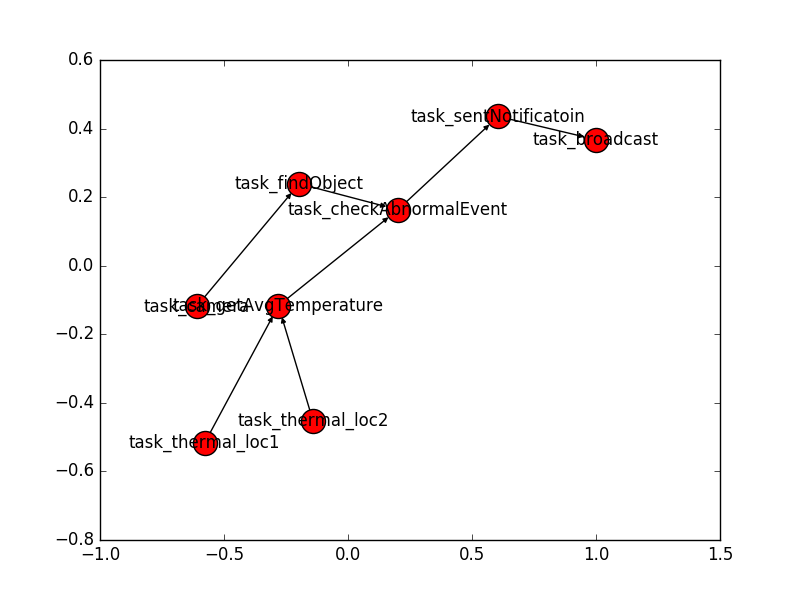 0.6
task_sentNotificatoin
0.4
task_broadcast
0.2
task_findObject
task_checkAbnormalEvent
0.0
task_camera
task_getAvgTemperature
−0.2
−0.4
task_thermal_loc2
task_thermal_loc1
−0.6
−0.8
−1.0 −0.5 0.0 0.5 1.0 1.5